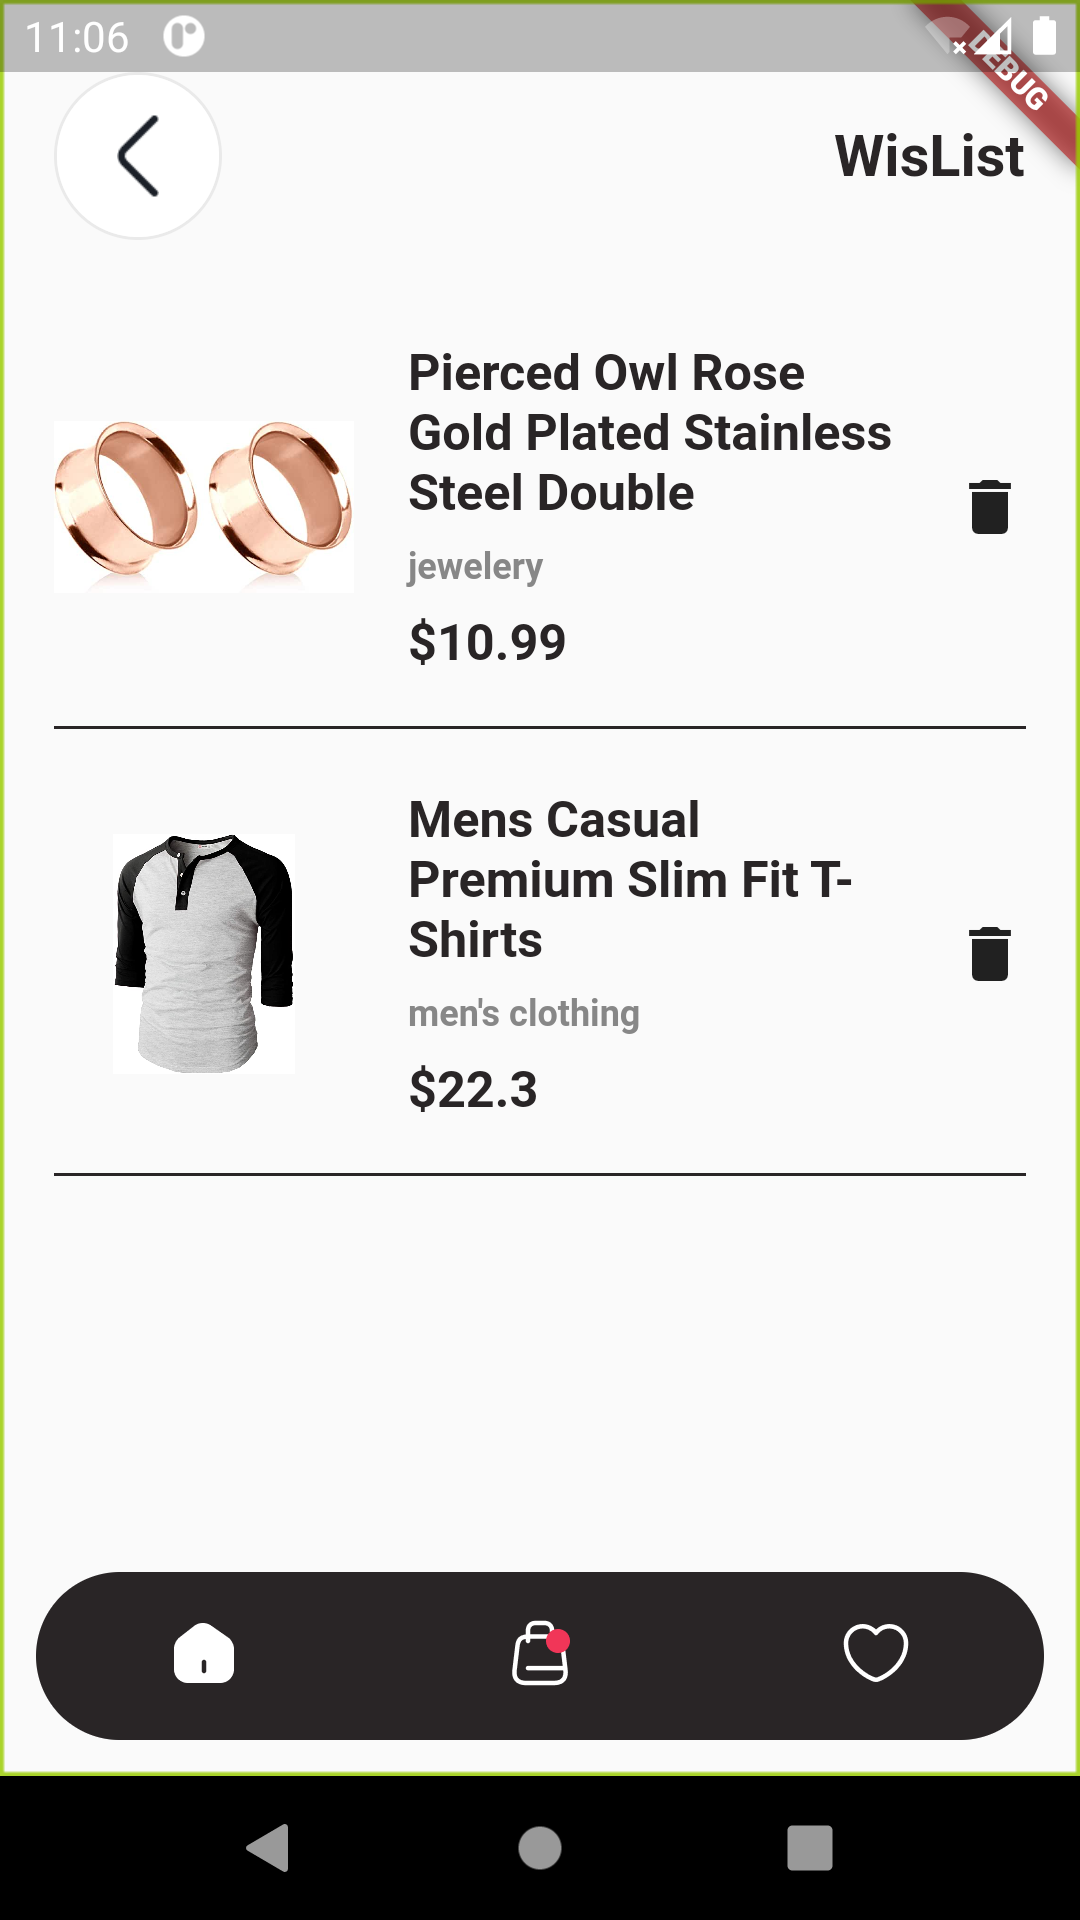 11:06
DEBUG
WisList
Pierced Owl Rose
Gold Plated Stainless
Steel Double
jewelery
$10.99
Mens Casual
Premium Slim Fit T-
Shirts
men's clothing
$22.3